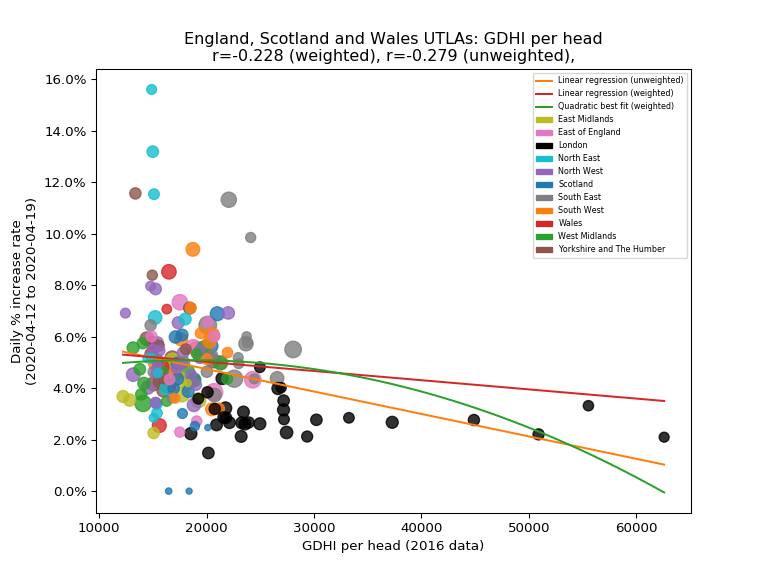 England, Scotland and Wales UTLAs: GDHI per head
r=-0.228 (weighted), r=-0.279 (unweighted),
Daily % increase rate
(2020-04-12 to 2020-04-19)
16.0%
14.0%
12.0%
10.0%
8.0%
6.0%
4.0%
2.0%
0.0%
Linear regression (unweighted)
Linear regression (weighted)
Quadratic best fit (weighted)
East Midlands
East of England
London
North East
North West
Scotland
South East
South West
Wales
West Midlands
Yorkshire and The Humber
10000 20000 30000 40000 50000 60000
GDHI per head (2016 data)